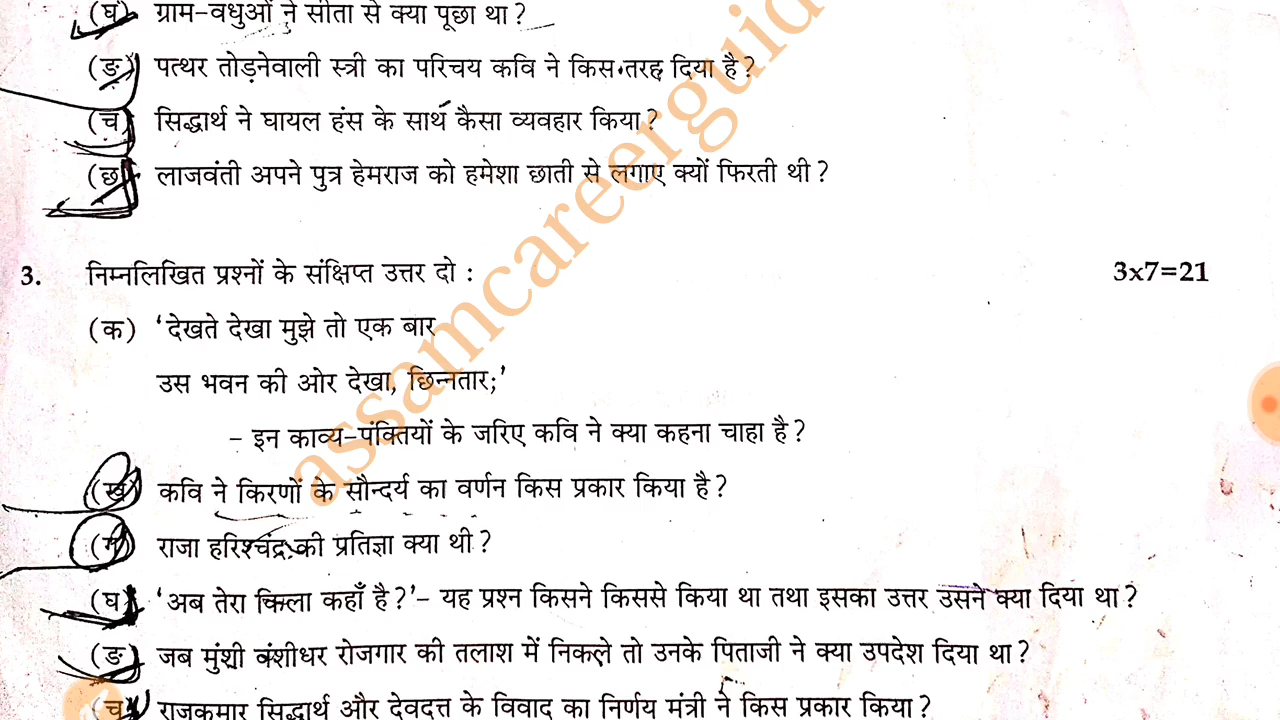 (घ) ग्राम-वधुओं ने सीता से क्या पूछा था?
(ङ) पत्थर तोड़नेवाली स्त्री का परिचय कवि ने किस तरह दिया है?
(च) सिद्धार्थ ने घायल हंस के साथ कैसा व्यवहार किया?
(छ) लाजवंती अपने पुत्र हेमराज को हमेशा छाती से लगाए क्यों फिरती थी?
3. निम्नलिखित प्रश्नों के संक्षिप्त उत्तर दो : 3x7=21
(क) 'देखते देखा मुझे तो एक बार
उस भवन की ओर देखा, छिन्नतार;'
- इन काव्य-पंक्तियों के जरिए कवि ने क्या कहना चाहा है?
(ख) कवि ने किरणों के सौन्दर्य का वर्णन किस प्रकार किया है?
(ग) राजा हरिश्चंद्र की प्रतिज्ञा क्या थी?
(घ) 'अब तेरा किला कहाँ है?'- यह प्रश्न किसने किससे किया था तथा इसका उत्तर उसने क्या दिया था?
(ङ) जब मुंशी वंशीधर रोजगार की तलाश में निकले तो उनके पिताजी ने क्या उपदेश दिया था?
(च) राजकुमार सिद्धार्थ और देवदत्त के विवाद का निर्णय मंत्री ने किस प्रकार किया?
assamcareerguid